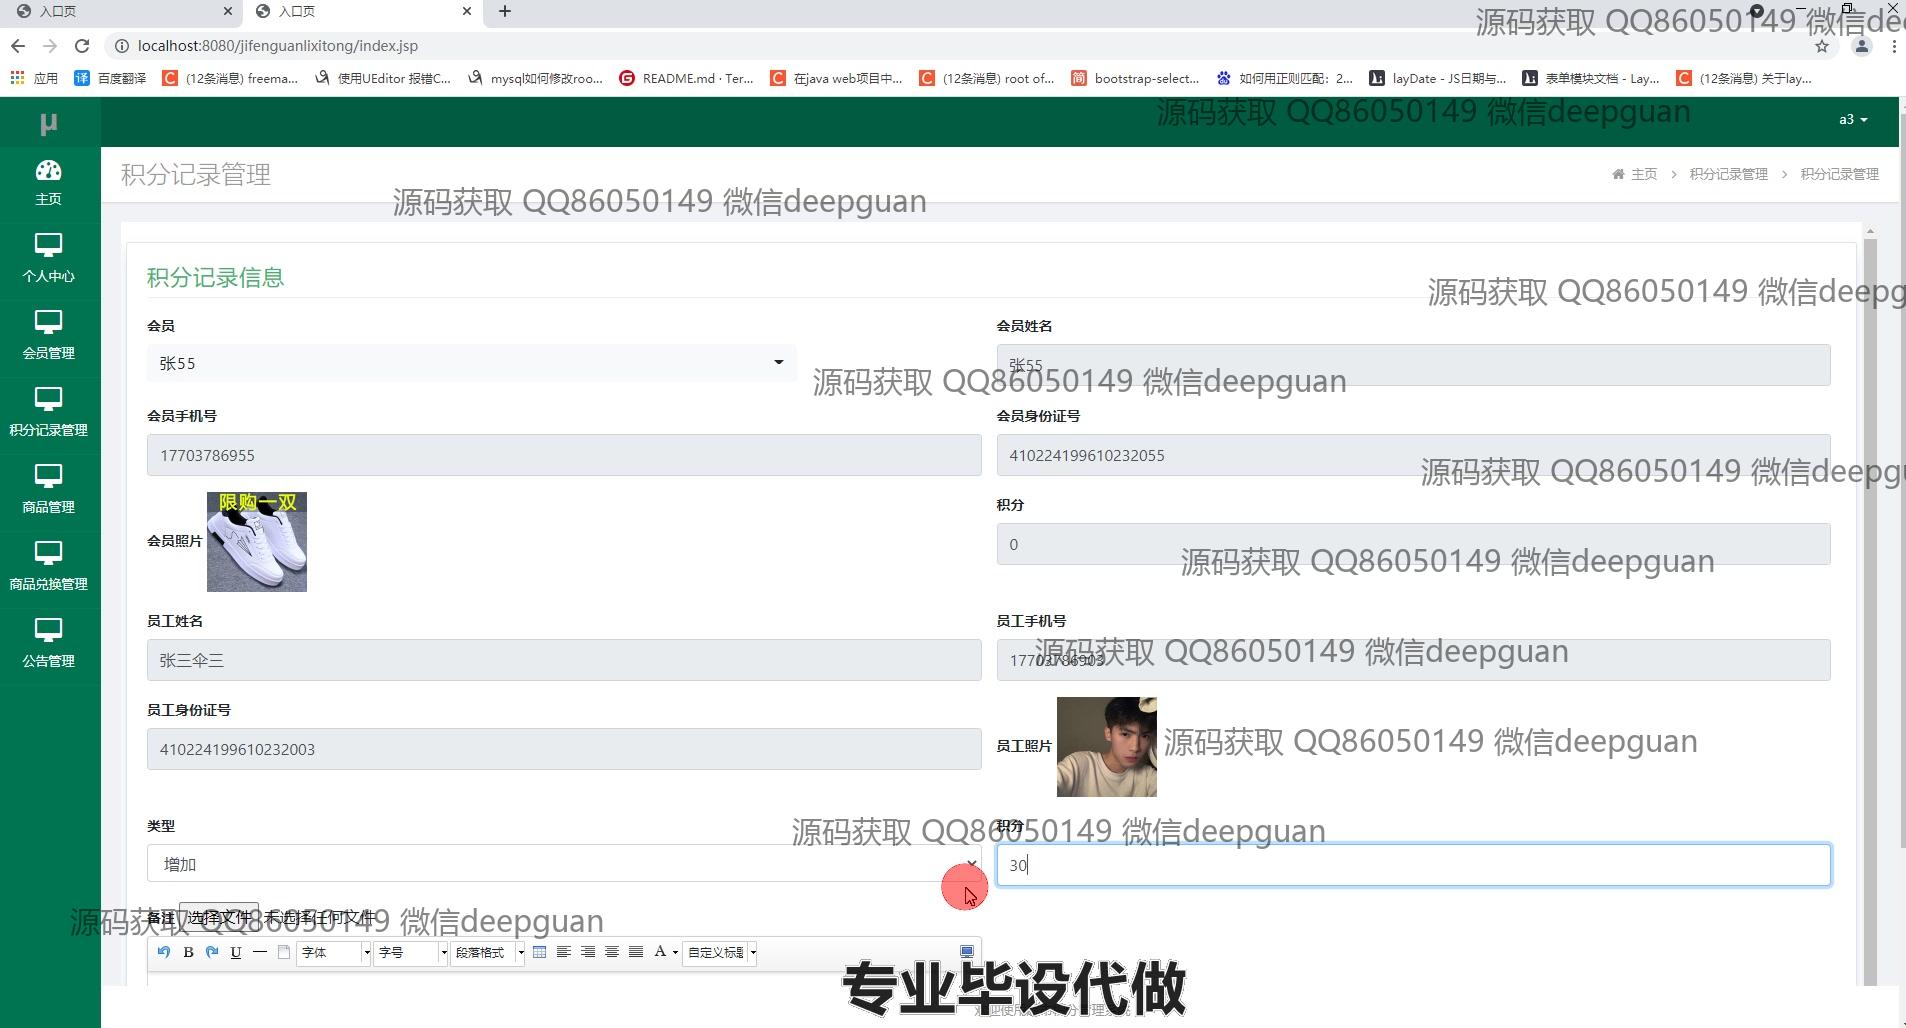 入口页
入口页
localhost:8080/jifenguanlixitong/index.jsp
源码获取 QQ86050149 微信dee
应用
百度翻译
(12条消息) freema...
使用UEditor 报错C...
mysql如何修改roo...
README.md · Ter...
在java web项目中...
(12条消息) root of...
bootstrap-select...
如何用正则匹配：2...
layDate - JS日期与...
表单模块文档 - Lay...
(12条消息) 关于lay...
μ
源码获取 QQ86050149 微信deepguan
a3
主页
个人中心
会员管理
积分记录管理
商品管理
商品兑换管理
公告管理
积分记录管理
主页 > 积分记录管理 > 积分记录管理
源码获取 QQ86050149 微信deepguan
积分记录信息
源码获取 QQ86050149 微信deepg
会员
张55
会员姓名
张55
源码获取 QQ86050149 微信deepguan
会员手机号
17703786955
会员身份证号
410224199610232055
源码获取 QQ86050149 微信deepgu
会员照片
限购一双
积分
0
源码获取 QQ86050149 微信deepguan
员工姓名
张三伞三
员工手机号
17703786903
源码获取 QQ86050149 微信deepguan
员工身份证号
410224199610232003
员工照片
源码获取 QQ86050149 微信deepguan
类型
增加
积分
30
源码获取 QQ86050149 微信deepguan
备注 选择文件 未选择任何文件
源码获取 QQ86050149 微信deepguan
B U 字体 字号 段落格式 A 自定义标题
专业毕设代做